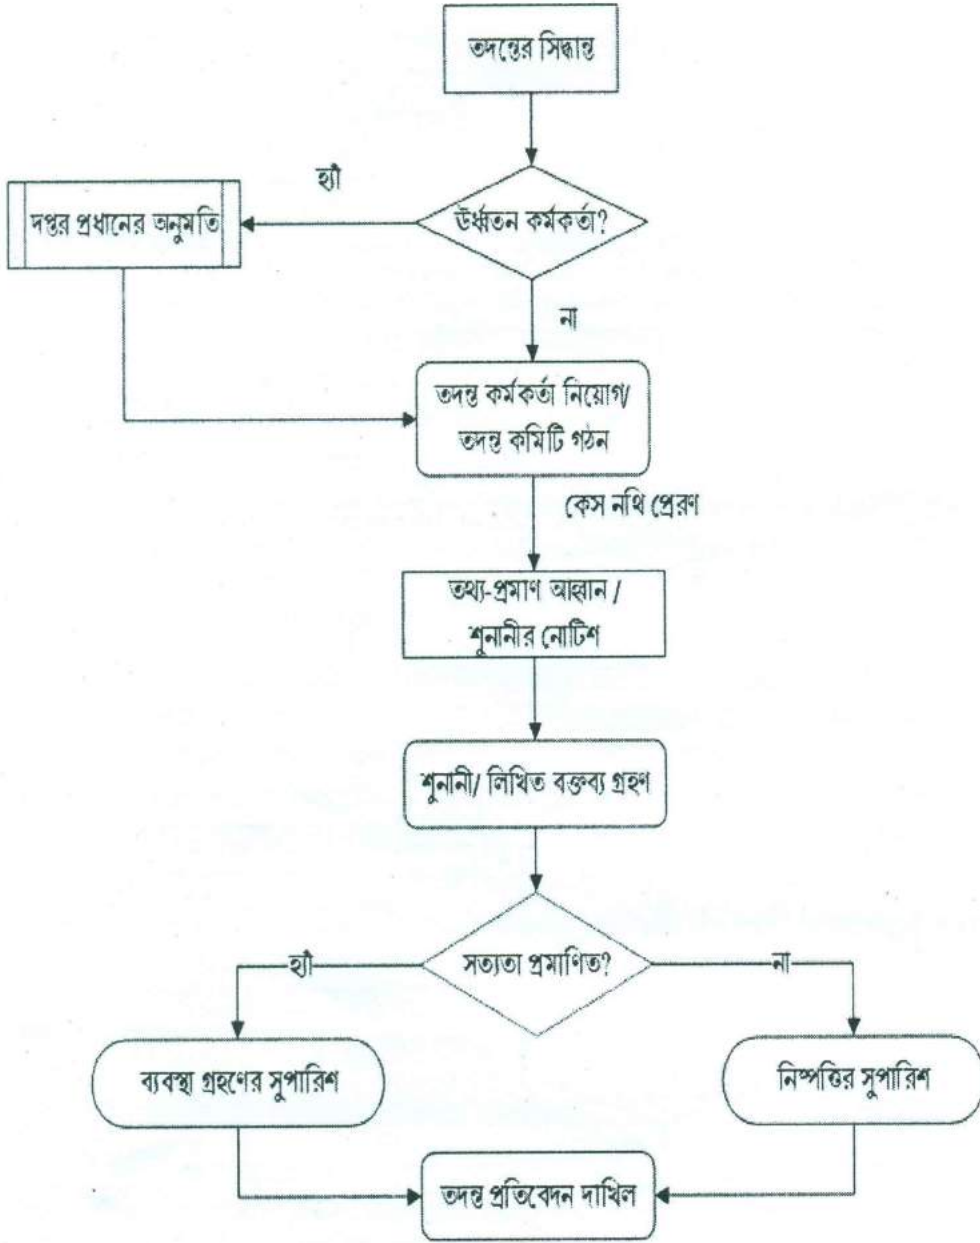 তদন্তের সিদ্ধান্ত
হ্যাঁ
ঊর্ধ্বতন কর্মকর্তা?
দপ্তর প্রধানের অনুমতি
না
তদন্ত কর্মকর্তা নিয়োগ/
তদন্ত কমিটি গঠন
কেস নথি প্রেরণ
তথ্য-প্রমাণ আহ্বান /
শুনানীর নোটিশ
শুনানী/ লিখিত বক্তব্য গ্রহণ
হ্যাঁ
সত্যতা প্রমাণিত?
না
ব্যবস্থা গ্রহণের সুপারিশ
নিষ্পত্তির সুপারিশ
তদন্ত প্রতিবেদন দাখিল